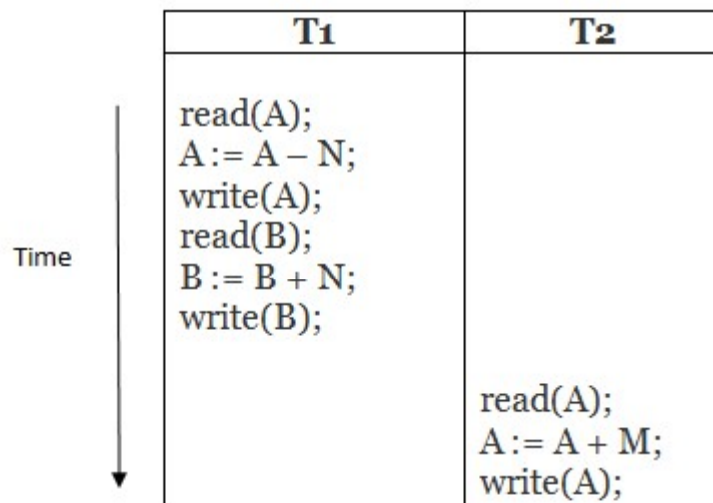 T1 T2
read(A);
A := A – N;
write(A);
read(B);
Time
B := B + N;
write(B);
read(A);
A := A + M;
write(A);